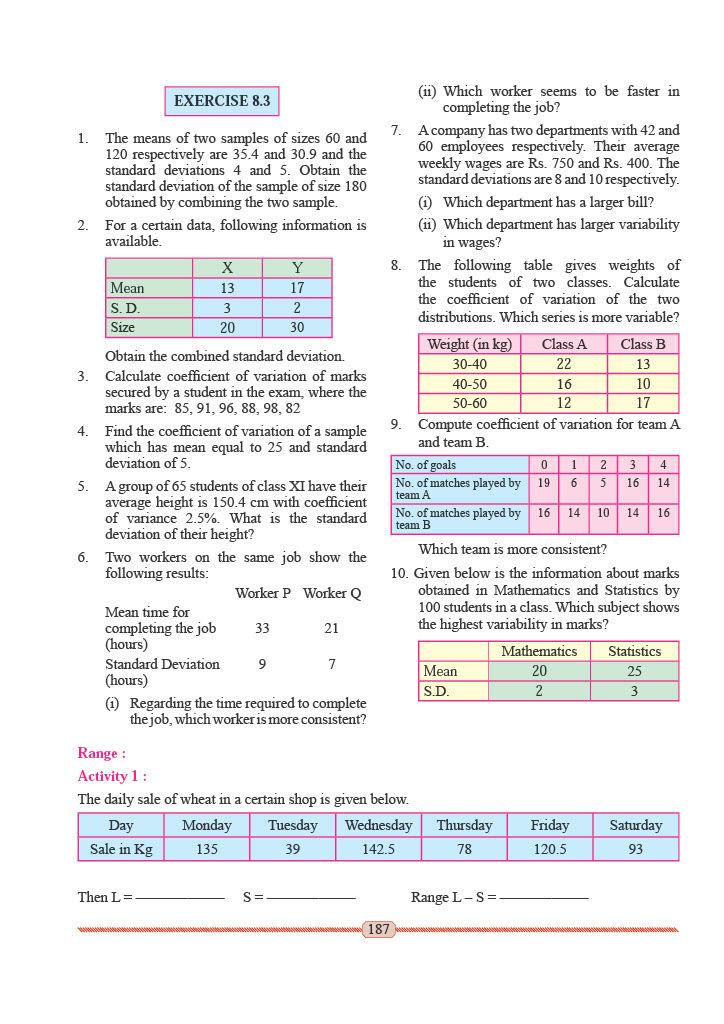 EXERCISE 8.3
1. The means of two samples of sizes 60 and
120 respectively are 35.4 and 30.9 and the
standard deviations 4 and 5. Obtain the
standard deviation of the sample of size 180
obtained by combining the two sample.
2. For a certain data, following information is
available.
X Y
Mean 13 17
S. D. 3 2
Size 20 30
Obtain the combined standard deviation.
3. Calculate coefficient of variation of marks
secured by a student in the exam, where the
marks are: 85, 91, 96, 88, 98, 82
4. Find the coefficient of variation of a sample
which has mean equal to 25 and standard
deviation of 5.
5. A group of 65 students of class XI have their
average height is 150.4 cm with coefficient
of variance 2.5%. What is the standard
deviation of their height?
6. Two workers on the same job show the
following results:
Worker P Worker Q
Mean time for
completing the job 33 21
(hours)
Standard Deviation 9 7
(hours)
(i) Regarding the time required to complete
the job, which worker is more consistent?
(ii) Which worker seems to be faster in
completing the job?
7. A company has two departments with 42 and
60 employees respectively. Their average
weekly wages are Rs. 750 and Rs. 400. The
standard deviations are 8 and 10 respectively.
(i) Which department has a larger bill?
(ii) Which department has larger variability
in wages?
8. The following table gives weights of
the students of two classes. Calculate
the coefficient of variation of the two
distributions. Which series is more variable?
Weight (in kg) Class A Class B
30-40 22 13
40-50 16 10
50-60 12 17
9. Compute coefficient of variation for team A
and team B.
No. of goals 0 1 2 3 4
No. of matches played by 19 6 5 16 14
team A
No. of matches played by 16 14 10 14 16
team B
Which team is more consistent?
10. Given below is the information about marks
obtained in Mathematics and Statistics by
100 students in a class. Which subject shows
the highest variability in marks?
Mathematics Statistics
Mean 20 25
S.D. 2 3
Range :
Activity 1 :
The daily sale of wheat in a certain shop is given below.
Day Monday Tuesday Wednesday Thursday Friday Saturday
Sale in Kg 135 39 142.5 78 120.5 93
Then L = ——————— S = ——————— Range L – S = ———————
187